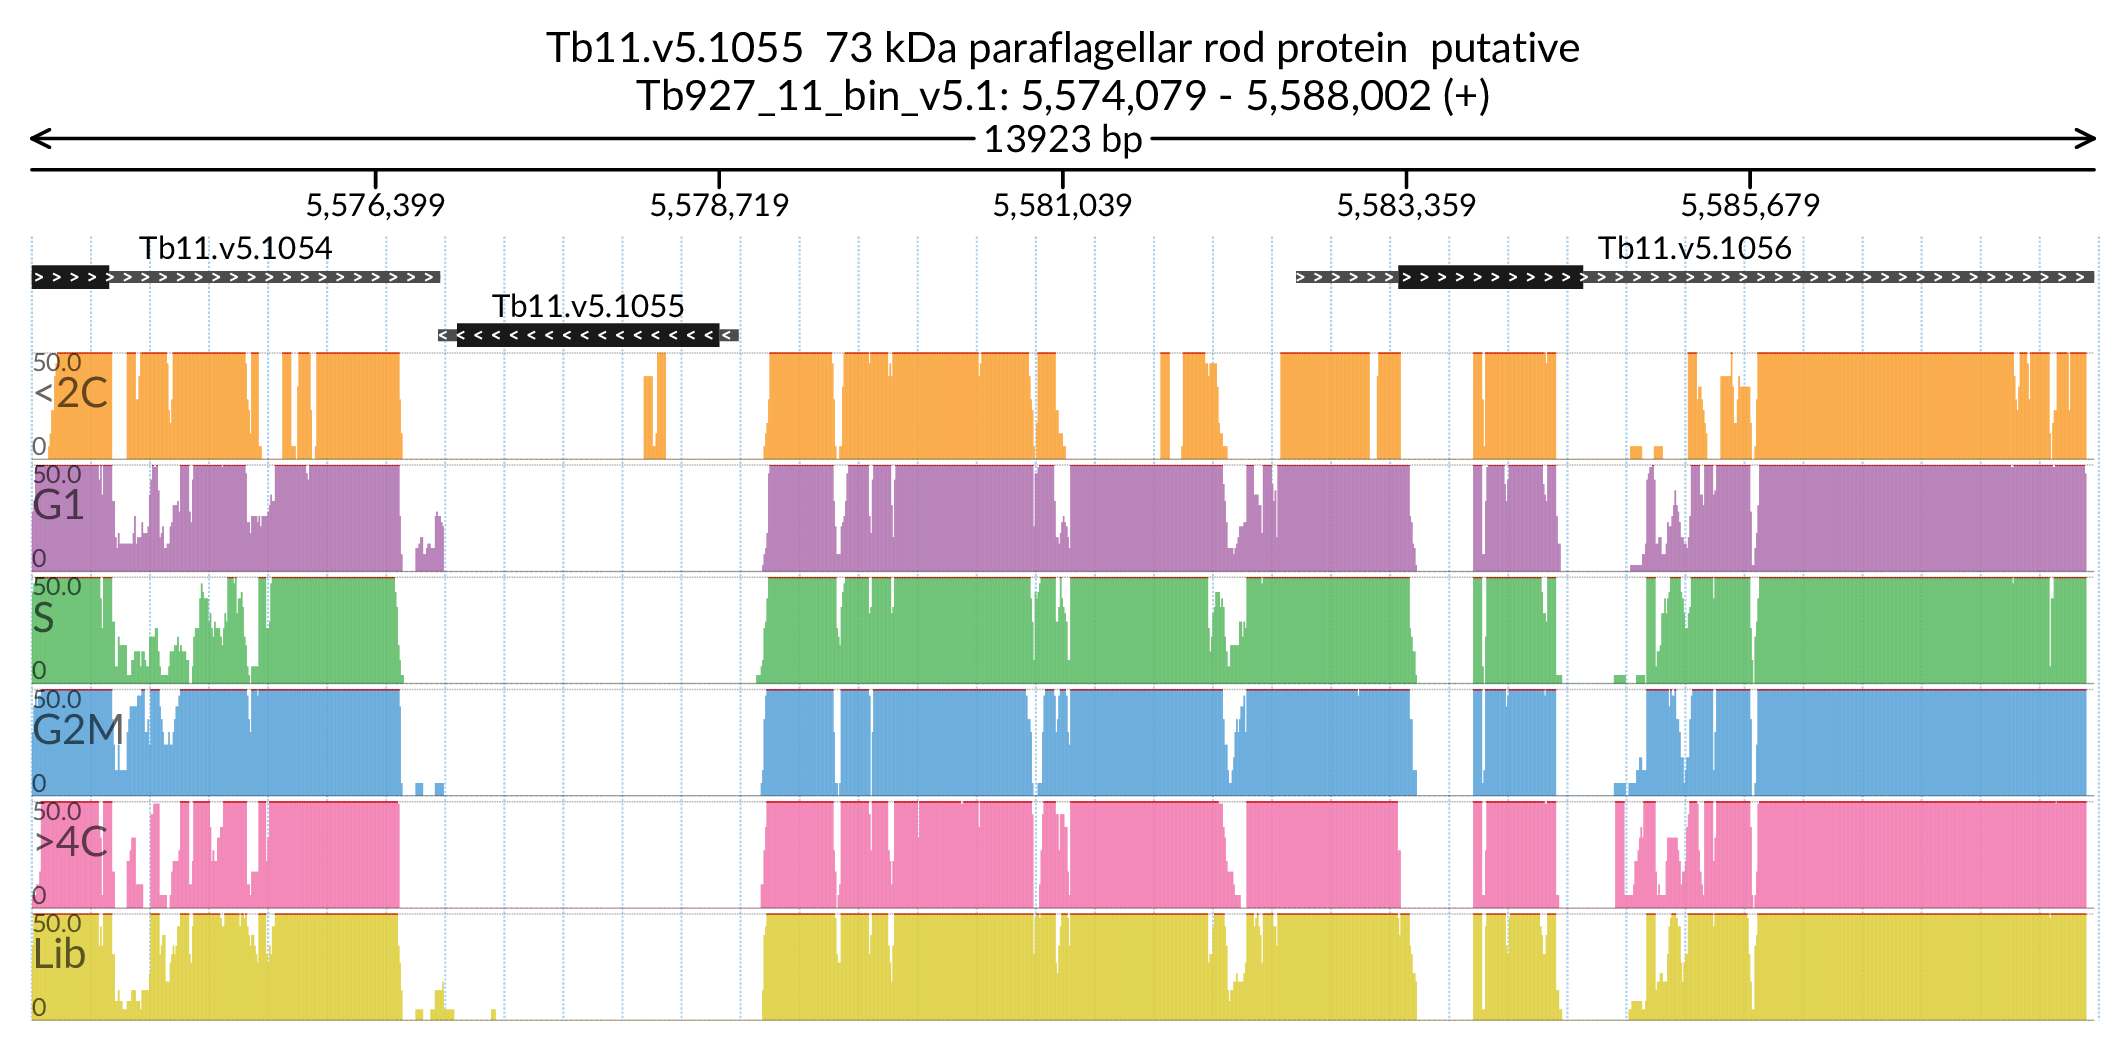 Tb11.v5.1055  73 kDa paraflagellar rod protein  putative
Tb927_11_bin_v5.1: 5,574,079 - 5,588,002 (+)
13923 bp
5,576,399 5,578,719 5,581,039 5,583,359 5,585,679
Tb11.v5.1054 Tb11.v5.1056
Tb11.v5.1055
50.0
<2C
0
50.0
G1
0
50.0
S
0
50.0
G2M
0
50.0
>4C
0
50.0
Lib
0